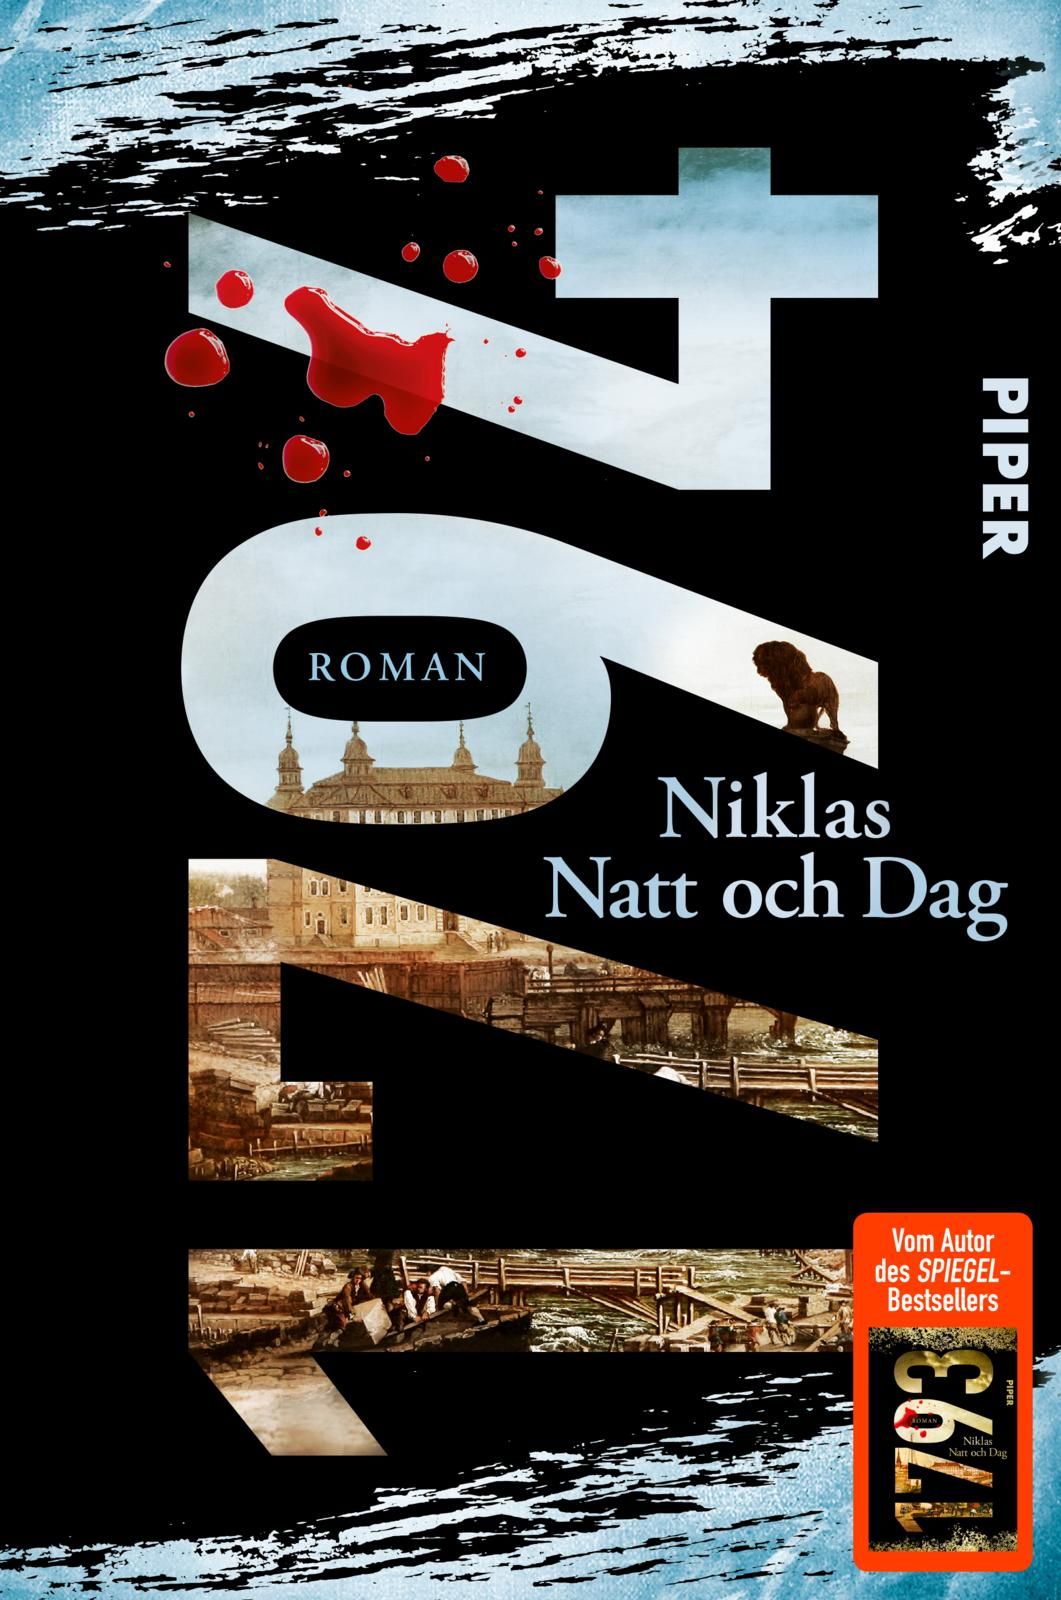 1794
PIPER
ROMAN
Niklas
Natt och Dag
Vom Autor
des SPIEGEL-
Bestsellers
1793
PIPER
ROMAN
Niklas
Natt och Dag